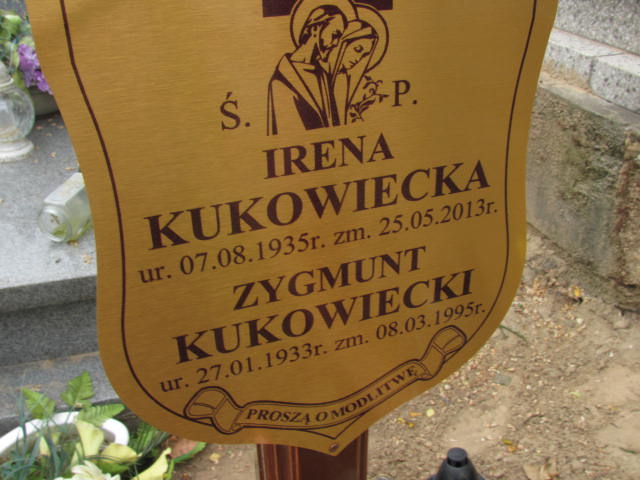 Ś. P.
IRENA
KUKOWIECKA
ur. 07.08.1935r. zm. 25.05.2013r.
ZYGMUNT
KUKOWIECKI
ur. 27.01.1933r. zm. 08.03.1995r.
PROSZĄ O MODLITWĘ